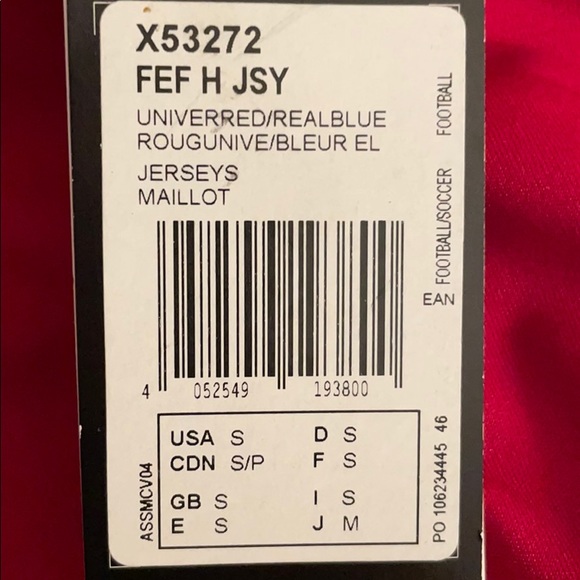 X53272
FEF H JSY
UNIVERRED/REALBLUE
ROUGUNIVE/BLEUR EL
JERSEYS
MAILLOT
FOOTBALL/SOCCER FOOTBALL
EAN
4 052549 193800
USA S D S
CDN S/P F S
GB S I S
E S J M
ASSMCV04
PO 106234445 46